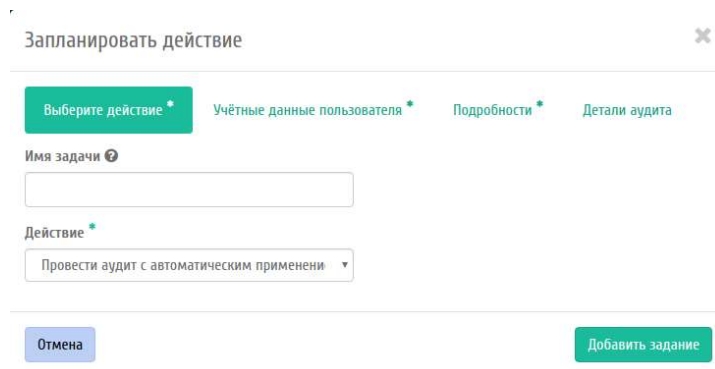 Запланировать действие
Выберите действие * Учётные данные пользователя * Подробности * Детали аудита
Имя задачи
Действие *
Провести аудит с автоматическим применени
Отмена Добавить задание